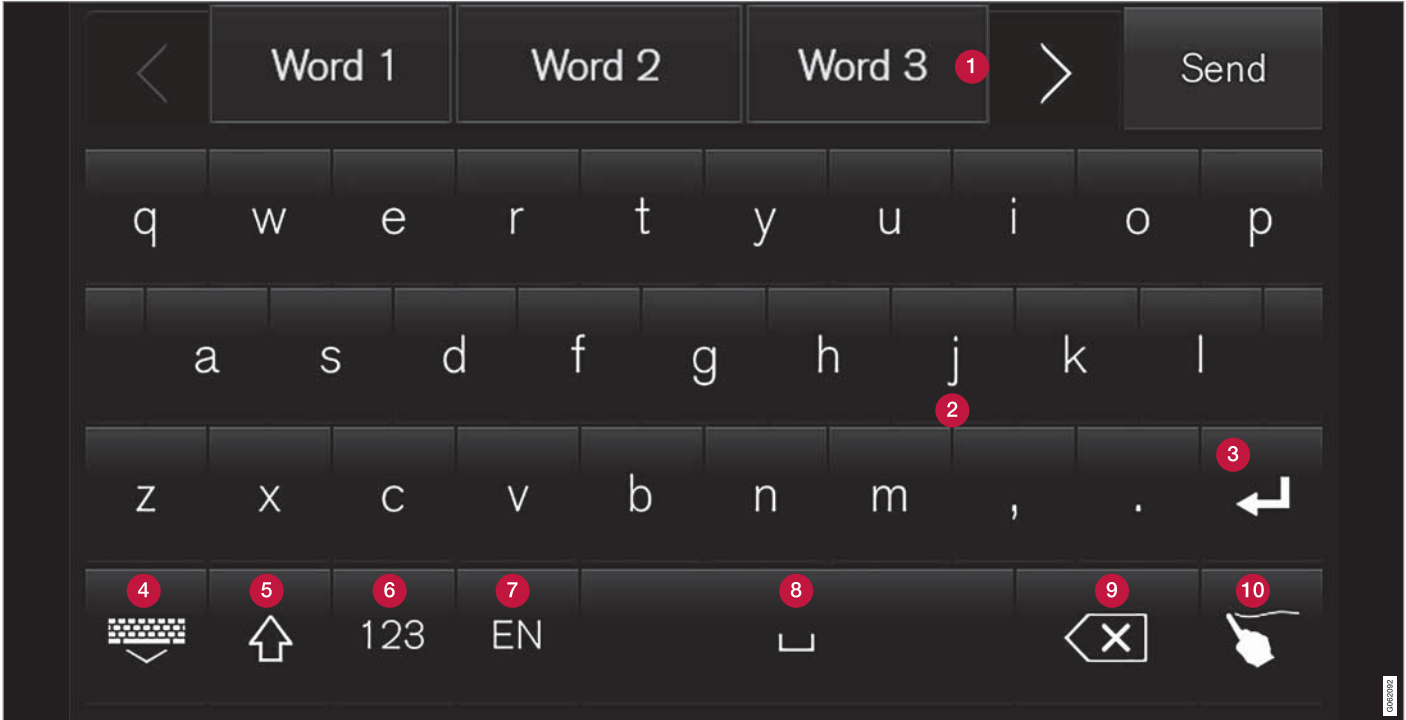 Word 1 Word 2 Word 3 1 Send
q w e r t y u i o p
a s d f g h j k l
2
3
z x c v b n m , .
4 5 6 7 8 9 10
123 EN
G062092